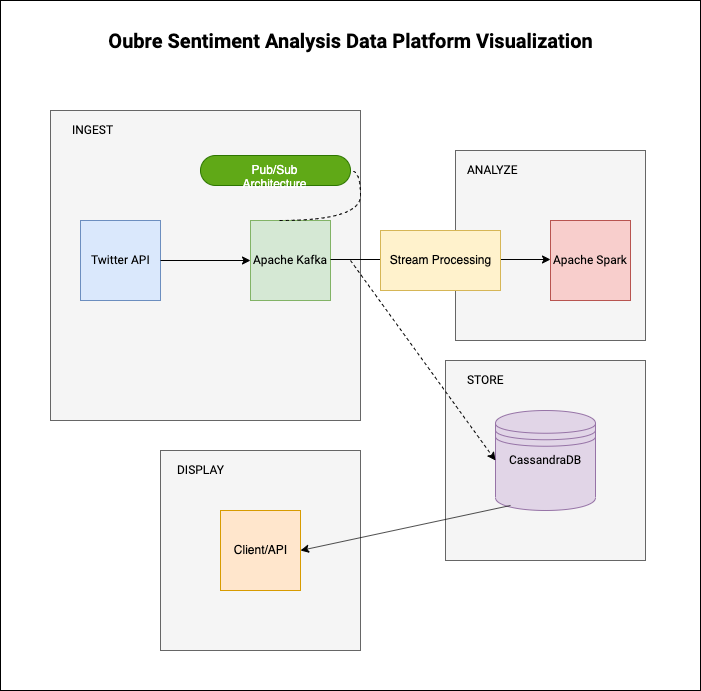 Oubre Sentiment Analysis Data Platform Visualization
INGEST
Pub/Sub
Architecture
ANALYZE
Twitter API
Apache Kafka
Stream Processing
Apache Spark
STORE
CassandraDB
DISPLAY
Client/API